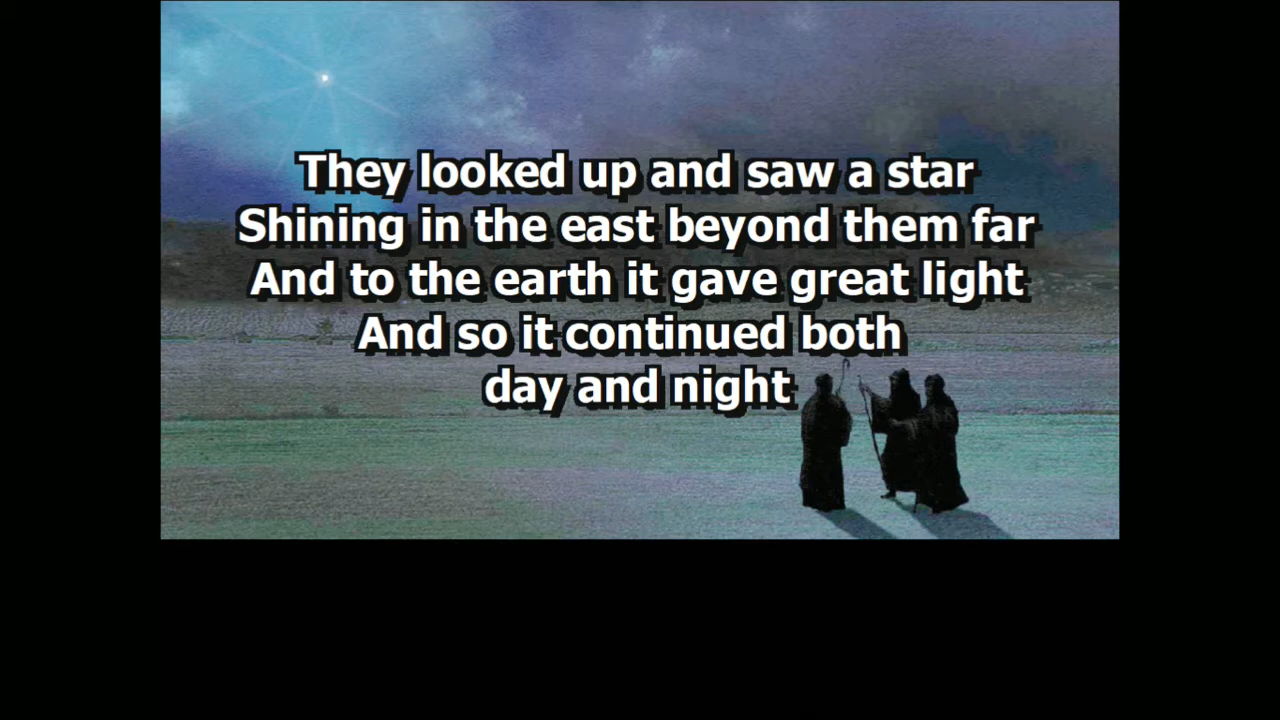 They looked up and saw a star
Shining in the east beyond them far
And to the earth it gave great light
And so it continued both
day and night